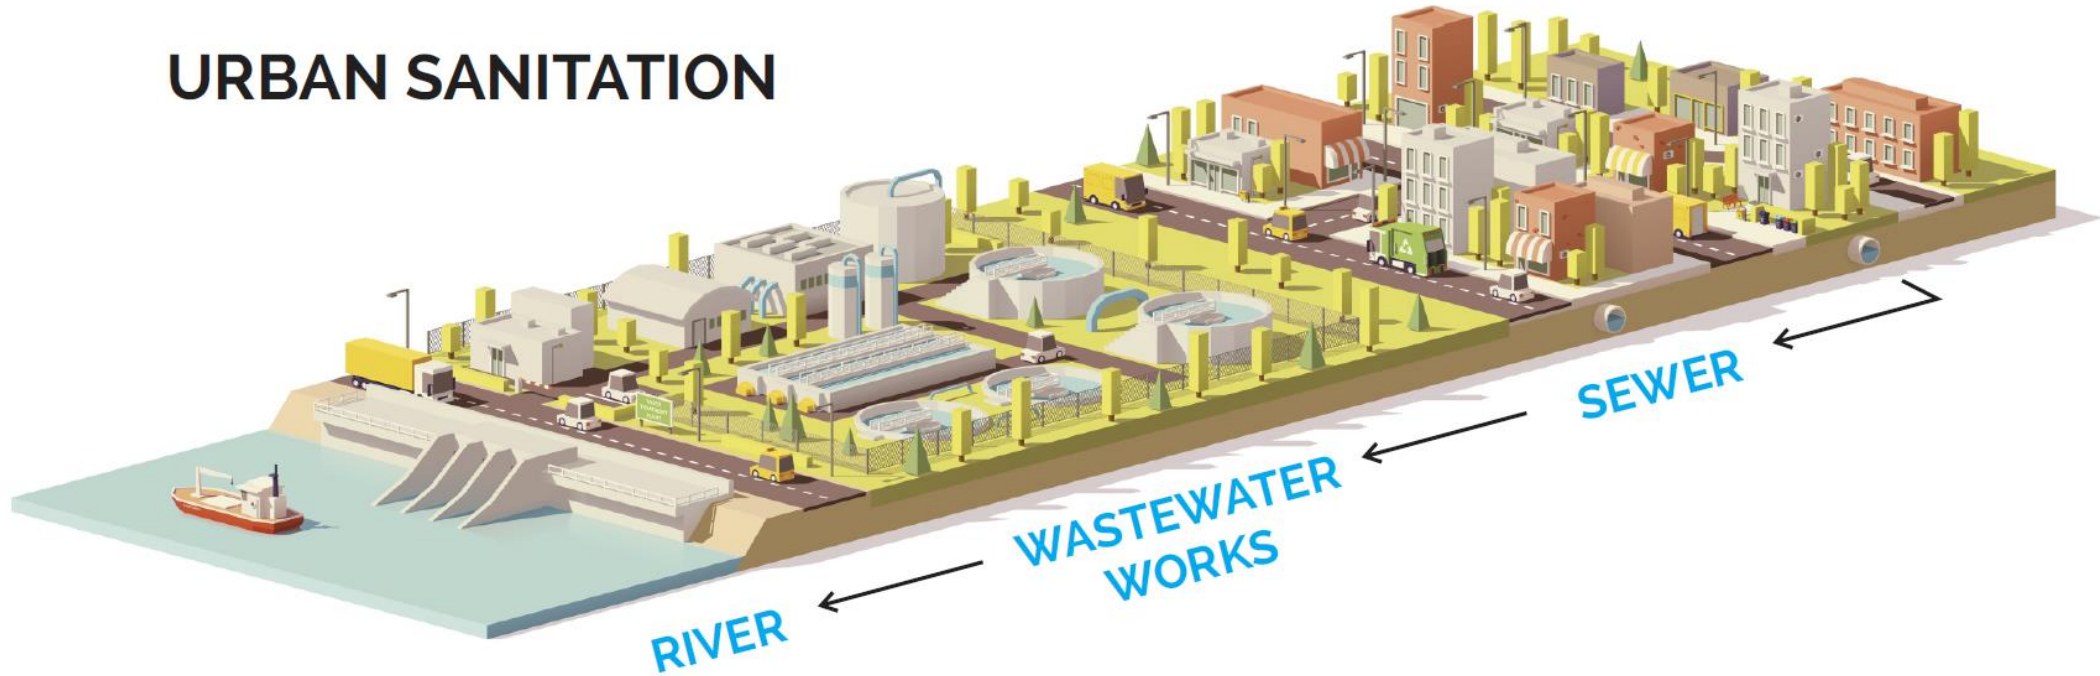 URBAN SANITATION
SEWER
WASTEWATER
WORKS
RIVER